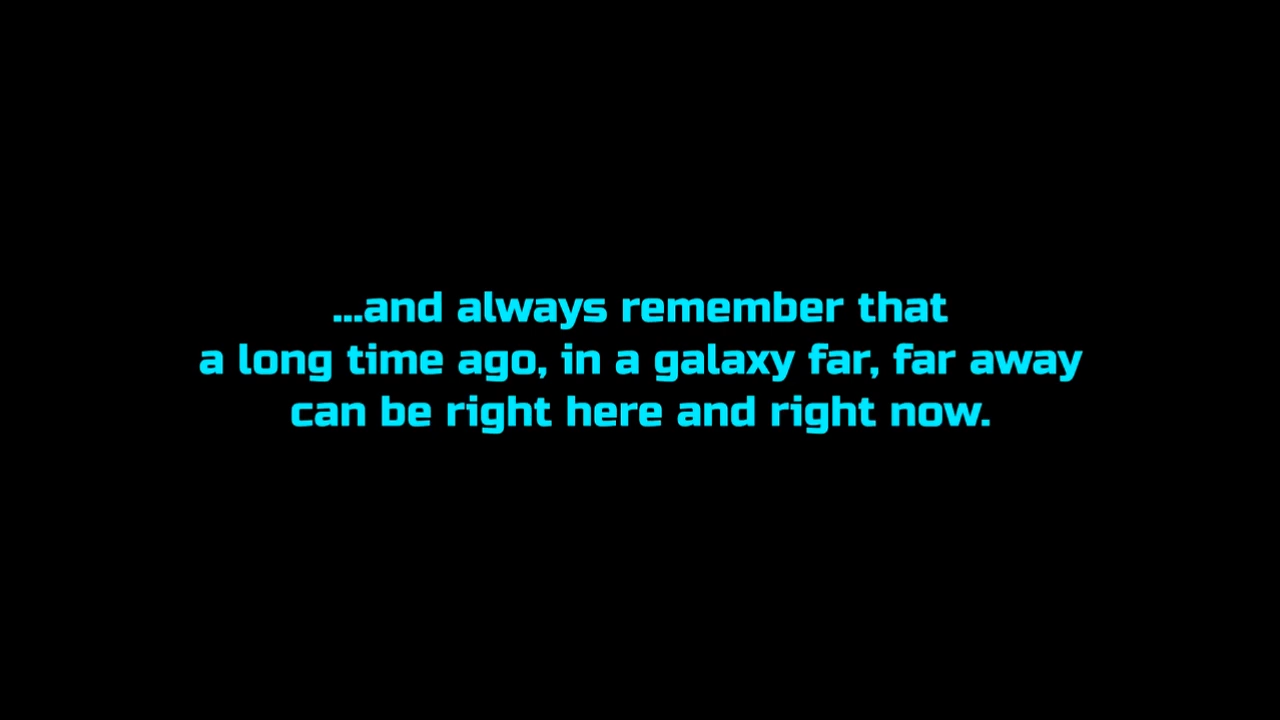 ...and always remember that
a long time ago, in a galaxy far, far away
can be right here and right now.